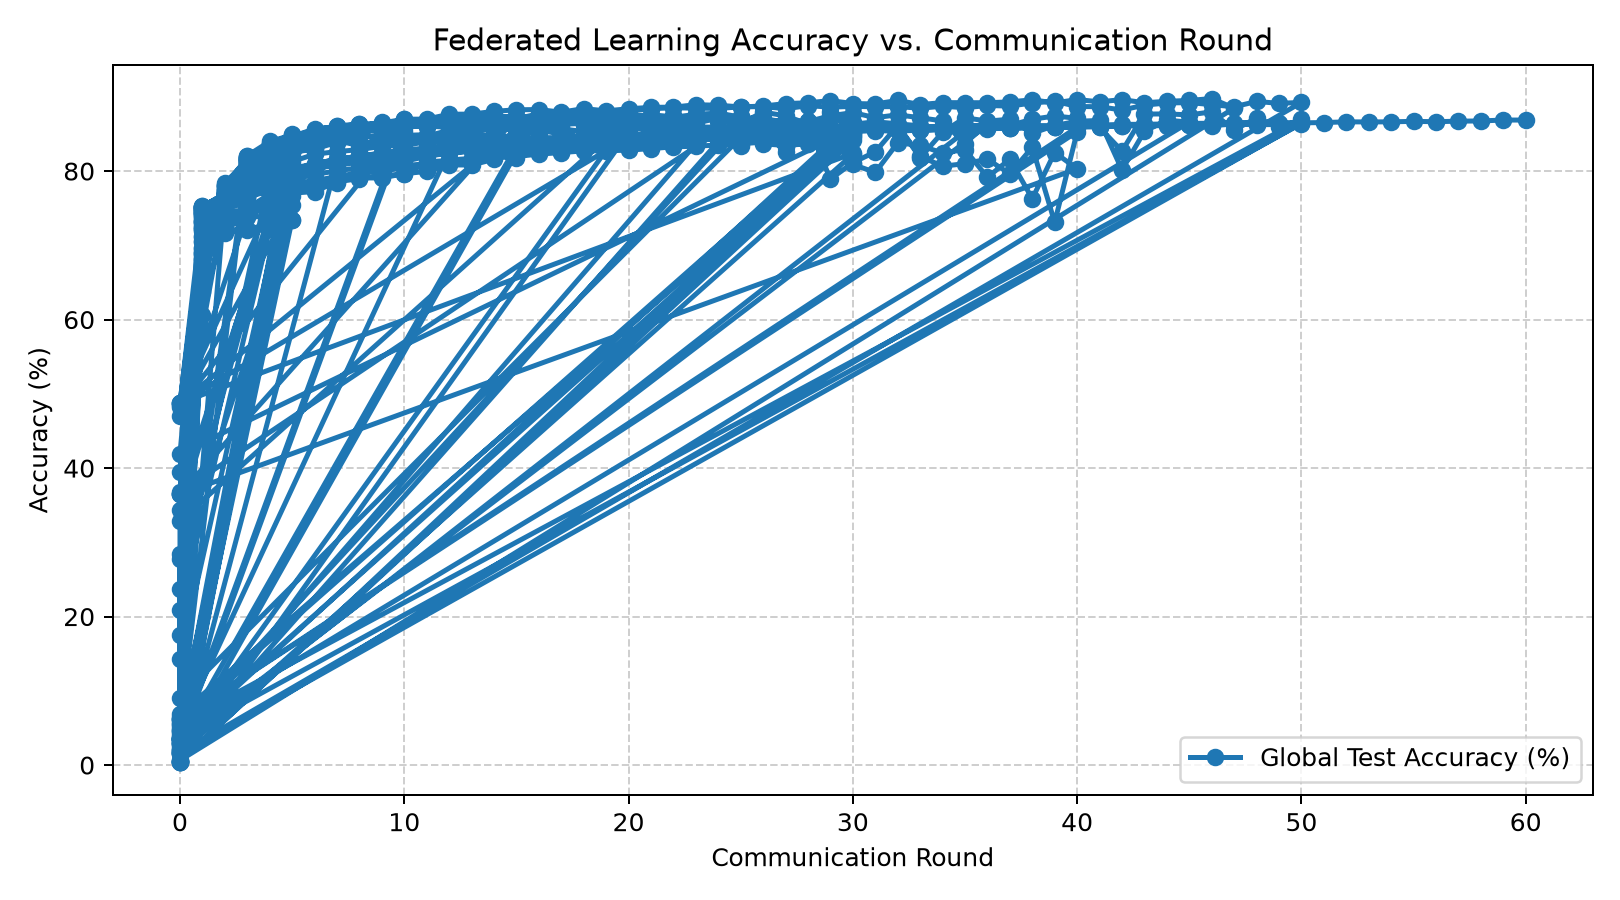 Federated Learning Accuracy vs. Communication Round
Accuracy (%)
80
60
40
20
0
0 10 20 30 40 50 60
Communication Round
Global Test Accuracy (%)